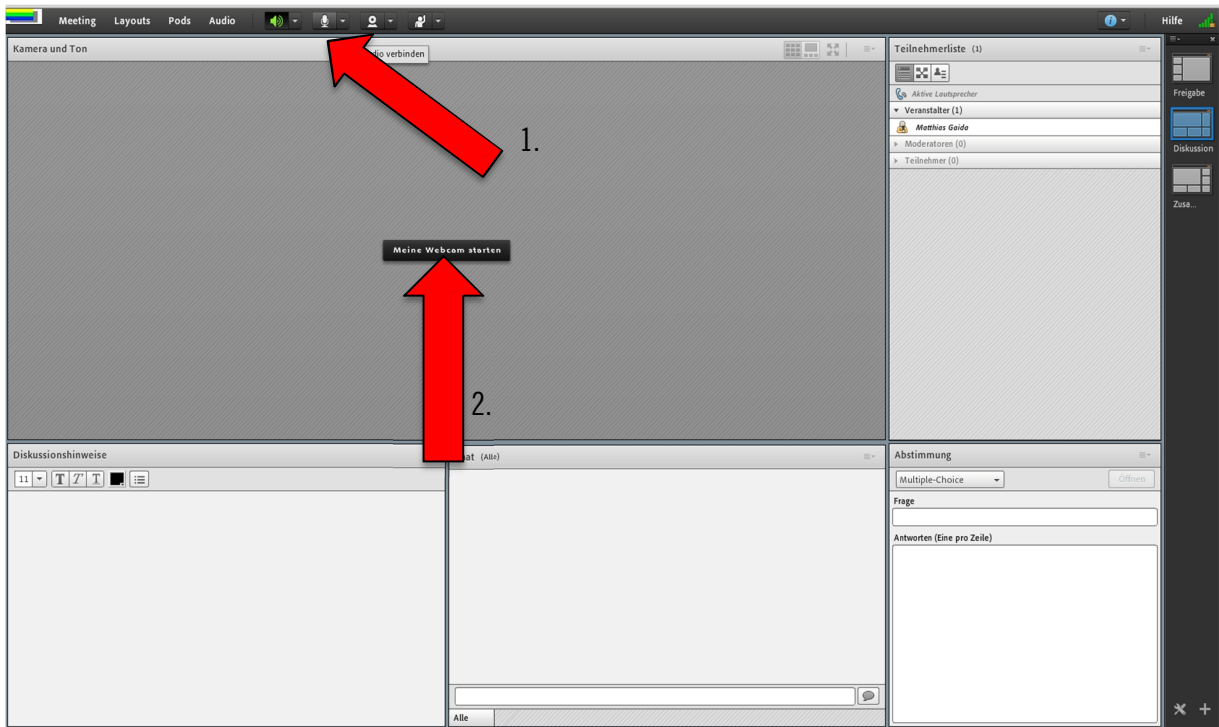 Meeting Layouts Pods Audio Hilfe
Kamera und Ton
verbinden
1.
Meine Webcam starten
2.
Teilnehmerliste (1)
Aktive Lautsprecher
Veranstalter (1)
Matthias Gaida
Moderatoren (0)
Teilnehmer (0)
Freigabe
Diskussion
Zusa...
Diskussionshinweise
11 T T T
(Alle)
Alle
Abstimmung
Multiple-Choice Öffnen
Frage
Antworten (Eine pro Zeile)